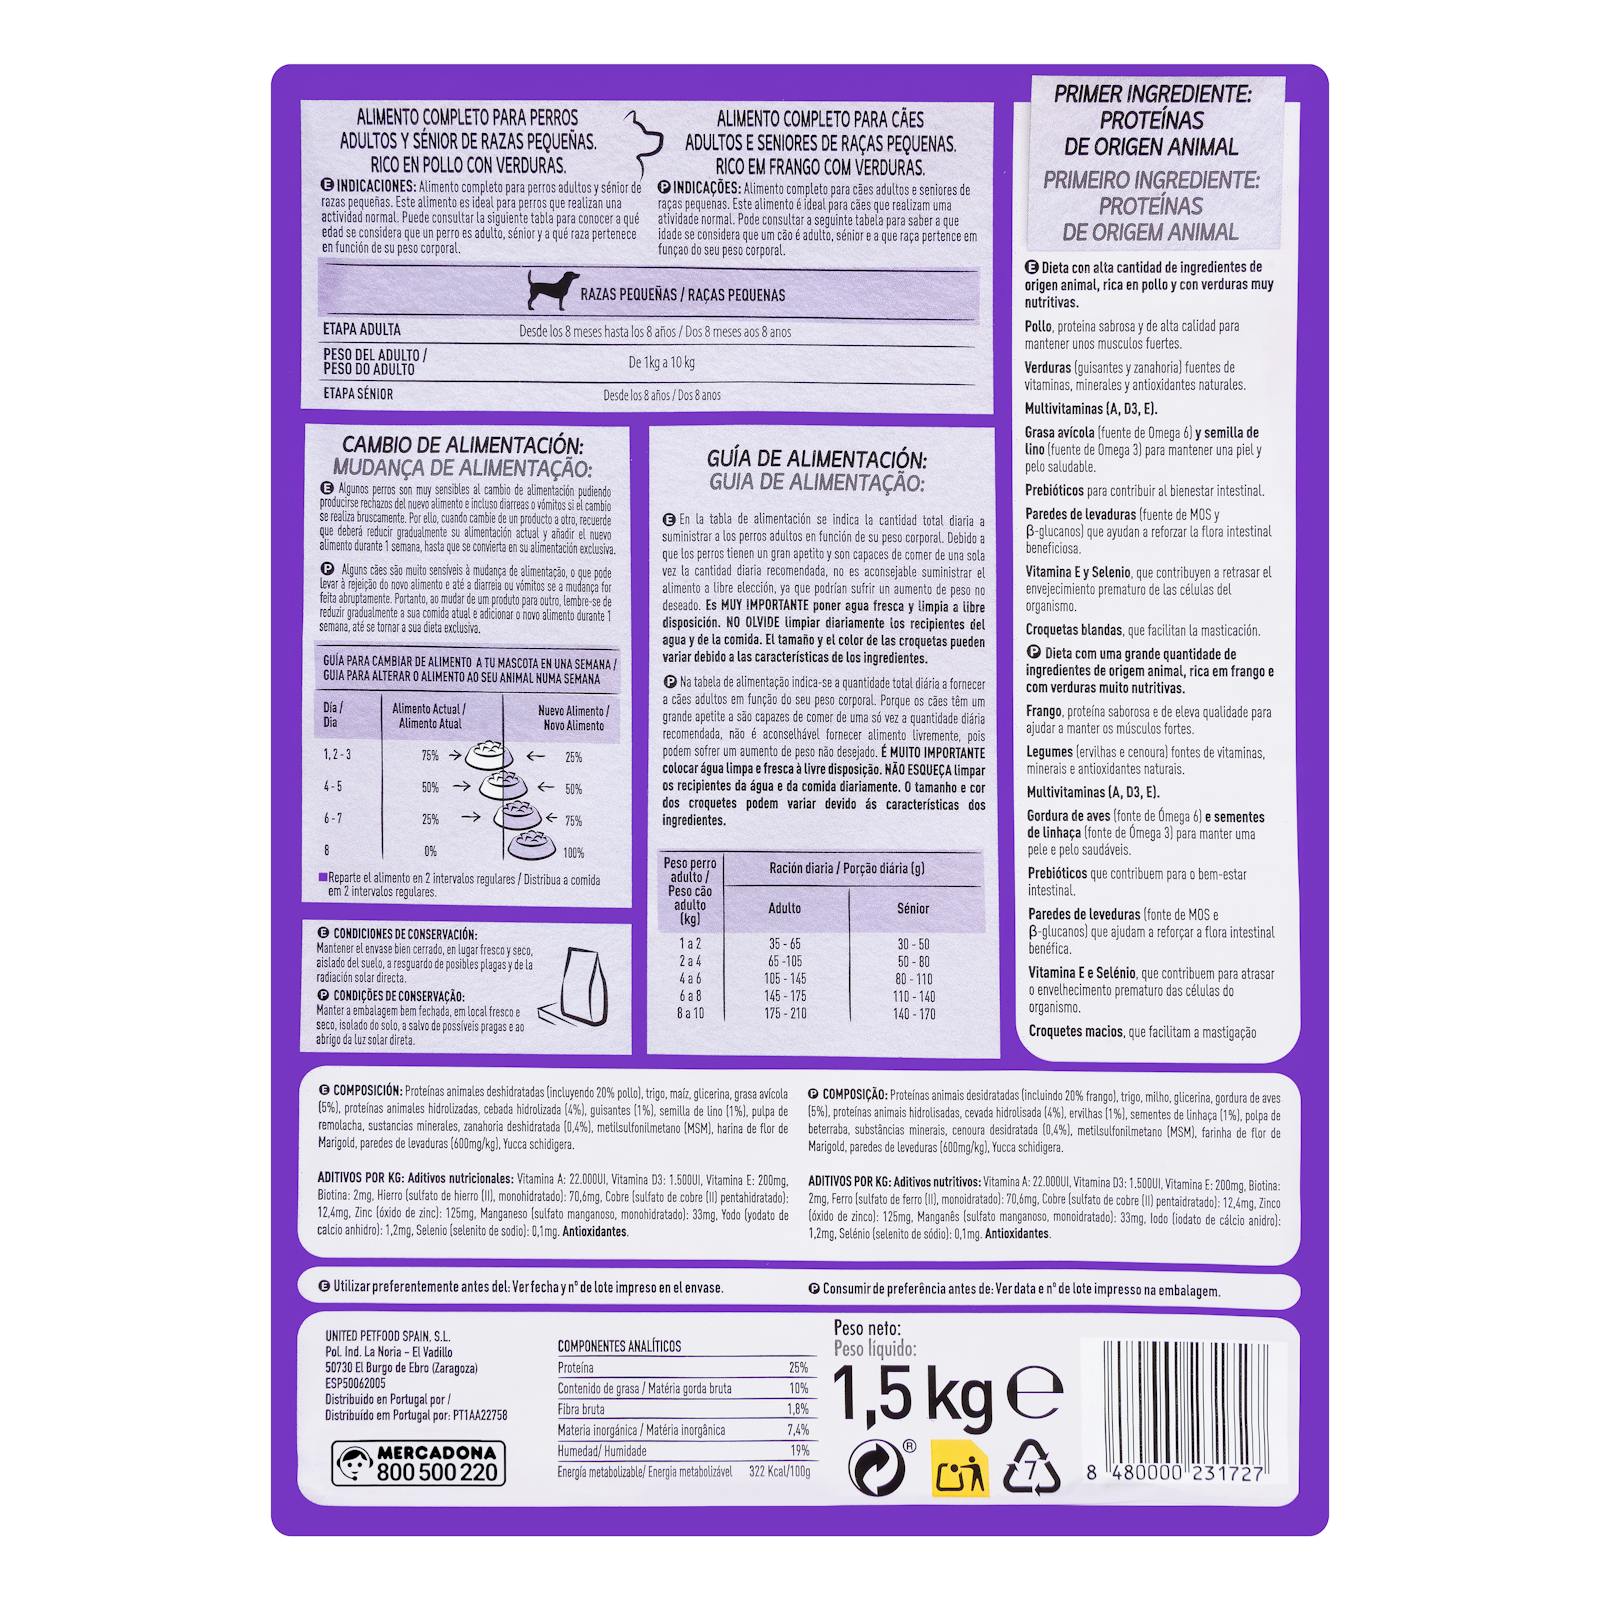 ALIMENTO COMPLETO PARA PERROS
ADULTOS Y SÉNIOR DE RAZAS PEQUEÑAS.
RICO EN POLLO CON VERDURAS.
E INDICACIONES: Alimento completo para perros adultos y sénior de
razas pequeñas. Este alimento es ideal para perros que realizan una
actividad normal. Puede consultar la siguiente tabla para conocer a qué
edad se considera que un perro es adulto, sénior y a qué raza pertenece
en función de su peso corporal.
ALIMENTO COMPLETO PARA CÃES
ADULTOS E SENIORES DE RAÇAS PEQUENAS.
RICO EM FRANGO COM VERDURAS.
P INDICAÇÕES: Alimento completo para cães adultos e seniores de
raças pequenas. Este alimento é ideal para cães que realizam uma
atividade normal. Pode consultar a seguinte tabela para saber a que
idade se considera que um cão é adulto, sénior e a que raça pertence em
função do seu peso corporal.
RAZAS PEQUEÑAS / RAÇAS PEQUENAS
ETAPA ADULTA Desde los 8 meses hasta los 8 años / Dos 8 meses aos 8 anos
PESO DEL ADULTO /
PESO DO ADULTO De 1kg a 10 kg
ETAPA SÉNIOR Desde los 8 años / Dos 8 anos
CAMBIO DE ALIMENTACIÓN:
MUDANÇA DE ALIMENTAÇÃO:
E Algunos perros son muy sensibles al cambio de alimentación pudiendo
producirse rechazos del nuevo alimento e incluso diarreas o vómitos si el cambio
se realiza bruscamente. Por ello, cuando cambie de un producto a otro, recuerde
que deberá reducir gradualmente su alimentación actual y añadir el nuevo
alimento durante 1 semana, hasta que se convierta en su alimentación exclusiva.
P Alguns cães são muito sensíveis à mudança de alimentação, o que pode
levar à rejeição do novo alimento e até a diarreia ou vómitos se a mudança for
feita abruptamente. Portanto, ao mudar de um produto para outro, lembre-se de
reduzir gradualmente a sua comida atual e adicionar o novo alimento durante 1
semana, até se tornar a sua dieta exclusiva.
GUÍA PARA CAMBIAR DE ALIMENTO A TU MASCOTA EN UNA SEMANA /
GUIA PARA ALTERAR O ALIMENTO AO SEU ANIMAL NUMA SEMANA
Día / Alimento Actual / Nuevo Alimento /
Dia Alimento Atual Novo Alimento
1, 2 - 3 75% 25%
4 - 5 50% 50%
6 - 7 25% 75%
8 0% 100%
Reparte el alimento en 2 intervalos regulares / Distribua a comida
em 2 intervalos regulares.
E CONDICIONES DE CONSERVACIÓN:
Mantener el envase bien cerrado, en lugar fresco y seco,
aislado del suelo, a resguardo de posibles plagas y de la
radiación solar directa.
P CONDIÇÕES DE CONSERVAÇÃO:
Manter a embalagem bem fechada, em local fresco e
seco, isolado do solo, a salvo de possíveis pragas e ao
abrigo da luz solar direta.
GUÍA DE ALIMENTACIÓN:
GUIA DE ALIMENTAÇÃO:
E En la tabla de alimentación se indica la cantidad total diaria a
suministrar a los perros adultos en función de su peso corporal. Debido a
que los perros tienen un gran apetito y son capaces de comer de una sola
vez la cantidad diaria recomendada, no es aconsejable suministrar el
alimento a libre elección, ya que podrían sufrir un aumento de peso no
deseado. Es MUY IMPORTANTE poner agua fresca y limpia a libre
disposición. NO OLVIDE limpiar diariamente los recipientes del
agua y de la comida. El tamaño y el color de las croquetas pueden
variar debido a las características de los ingredientes.
P Na tabela de alimentação indica-se a quantidade total diária a fornecer
a cães adultos em função do seu peso corporal. Porque os cães têm um
grande apetite a são capazes de comer de uma só vez a quantidade diária
recomendada, não é aconselhável fornecer alimento livremente, pois
podem sofrer um aumento de peso não desejado. É MUITO IMPORTANTE
colocar água limpa e fresca à livre disposição. NÃO ESQUEÇA limpar
os recipientes da água e da comida diariamente. O tamanho e cor
dos croquetes podem variar devido ás características dos
ingredientes.
Peso perro
adulto /
Peso cão
adulto
(kg)
Ración diaria / Porção diária (g)
Adulto Sénior
1 a 2 35 - 65 30 - 50
2 a 4 65 -105 50 - 80
4 a 6 105 - 145 80 - 110
6 a 8 145 - 175 110 - 140
8 a 10 175 - 210 140 - 170
PRIMER INGREDIENTE:
PROTEÍNAS
DE ORIGEN ANIMAL
PRIMEIRO INGREDIENTE:
PROTEÍNAS
DE ORIGEM ANIMAL
E Dieta con alta cantidad de ingredientes de
origen animal, rica en pollo y con verduras muy
nutritivas.
Pollo, proteína sabrosa y de alta calidad para
mantener unos musculos fuertes.
Verduras (guisantes y zanahoria) fuentes de
vitaminas, minerales y antioxidantes naturales.
Multivitaminas (A, D3, E).
Grasa avícola (fuente de Omega 6) y semilla de
lino (fuente de Omega 3) para mantener una piel y
pelo saludable.
Prebióticos para contribuir al bienestar intestinal.
Paredes de levaduras (fuente de MOS y
β-glucanos) que ayudan a reforzar la flora intestinal
beneficiosa.
Vitamina E y Selenio, que contribuyen a retrasar el
envejecimiento prematuro de las células del
organismo.
Croquetas blandas, que facilitan la masticación.
P Dieta com uma grande quantidade de
ingredientes de origem animal, rica em frango e
com verduras muito nutritivas.
Frango, proteína saborosa e de eleva qualidade para
ajudar a manter os músculos fortes.
Legumes (ervilhas e cenoura) fontes de vitaminas,
minerais e antioxidantes naturais.
Multivitaminas (A, D3, E).
Gordura de aves (fonte de Ómega 6) e sementes
de linhaça (fonte de Ómega 3) para manter uma
pele e pelo saudáveis.
Prebióticos que contribuem para o bem-estar
intestinal.
Paredes de leveduras (fonte de MOS e
β-glucanos) que ajudam a reforçar a flora intestinal
benéfica.
Vitamina E e Selénio, que contribuem para atrasar
o envelhecimento prematuro das células do
organismo.
Croquetes macios, que facilitam a mastigação
E COMPOSICIÓN: Proteínas animales deshidratadas (incluyendo 20% pollo), trigo, maíz, glicerina, grasa avícola
(5%), proteínas animales hidrolizadas, cebada hidrolizada (4%), guisantes (1%), semilla de lino (1%), pulpa de
remolacha, sustancias minerales, zanahoria deshidratada (0,4%), metilsulfonilmetano (MSM), harina de flor de
Marigold, paredes de levaduras (600mg/kg), Yucca schidigera.
ADITIVOS POR KG: Aditivos nutricionales: Vitamina A: 22.000UI, Vitamina D3: 1.500UI, Vitamina E: 200mg,
Biotina: 2mg, Hierro (sulfato de hierro (II), monohidratado): 70,6mg, Cobre (sulfato de cobre (II) pentahidratado):
12,4mg, Zinc (óxido de zinc): 125mg, Manganeso (sulfato manganoso, monohidratado): 33mg, Yodo (yodato de
calcio anhidro): 1,2mg, Selenio (selenito de sodio): 0,1mg. Antioxidantes.
P COMPOSIÇÃO: Proteínas animais desidratadas (incluindo 20% frango), trigo, milho, glicerina, gordura de aves
(5%), proteínas animais hidrolisadas, cevada hidrolisada (4%), ervilhas (1%), sementes de linhaça (1%), polpa de
beterraba, substâncias minerais, cenoura desidratada (0,4%), metilsulfonilmetano (MSM), farinha de flor de
Marigold, paredes de leveduras (600mg/kg), Yucca schidigera.
ADITIVOS POR KG: Aditivos nutritivos: Vitamina A: 22.000UI, Vitamina D3: 1.500UI, Vitamina E: 200mg, Biotina:
2mg, Ferro (sulfato de ferro (II), monoidratado): 70,6mg, Cobre (sulfato de cobre (II) pentaidratado): 12,4mg, Zinco
(óxido de zinco): 125mg, Manganês (sulfato manganoso, monoidratado): 33mg, Iodo (iodato de cálcio anidro):
1,2mg, Selénio (selenito de sódio): 0,1mg. Antioxidantes.
E Utilizar preferentemente antes del: Ver fecha y nº de lote impreso en el envase.
P Consumir de preferência antes de: Ver data e nº de lote impresso na embalagem.
UNITED PETFOOD SPAIN, S.L.
Pol. Ind. La Noria – El Vadillo
50730 El Burgo de Ebro (Zaragoza)
ESP50062005
Distribuido en Portugal por /
Distribuído em Portugal por: PT1AA22758
MERCADONA
800 500 220
COMPONENTES ANALÍTICOS
Proteína 25%
Contenido de grasa / Matéria gorda bruta 10%
Fibra bruta 1,8%
Materia inorgánica / Matéria inorgânica 7,4%
Humedad/ Humidade 19%
Energía metabolizable/ Energia metabolizável 322 Kcal/100g
Peso neto:
Peso líquido:
1,5 kg e
®
7
8 480000 231727